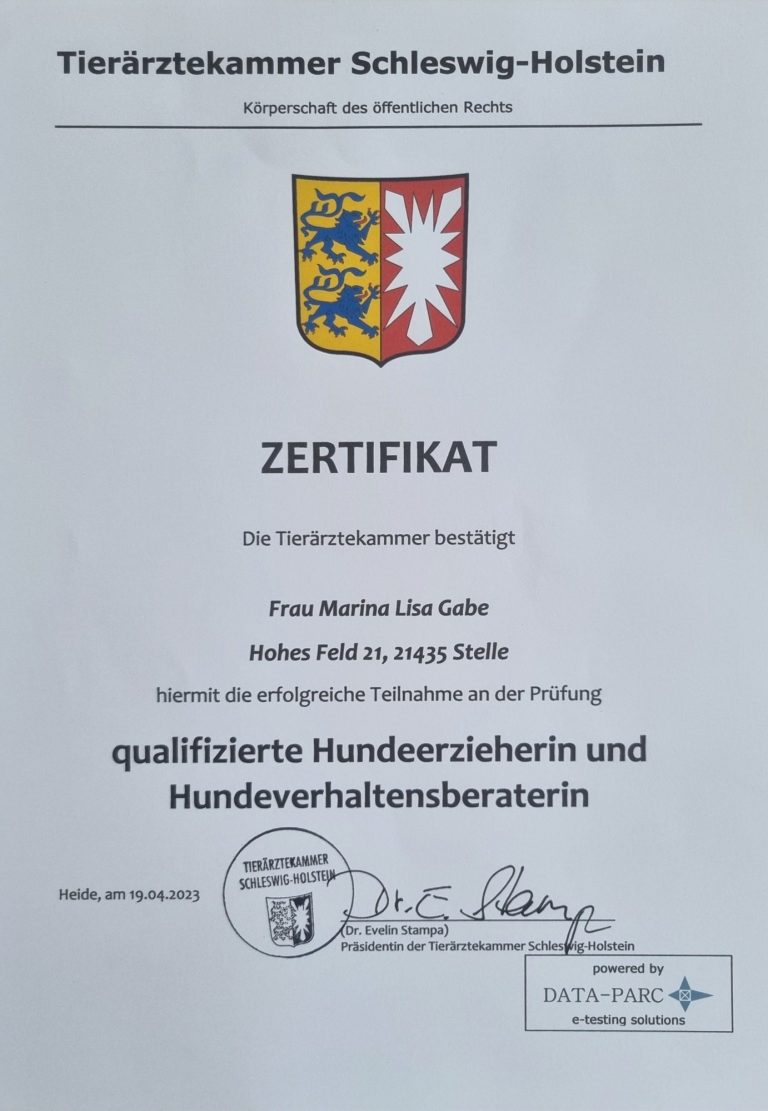 Tierärztekammer Schleswig-Holstein
Körperschaft des öffentlichen Rechts
ZERTIFIKAT
Die Tierärztekammer bestätigt
Frau Marina Lisa Gabe
Hohes Feld 21, 21435 Stelle
hiermit die erfolgreiche Teilnahme an der Prüfung
qualifizierte Hundeerzieherin und
Hundeverhaltensberaterin
TIERÄRZTEKAMMER
SCHLESWIG-HOLSTEIN
Heide, am 19.04.2023
Dr. E. Stampa
(Dr. Evelin Stampa)
Präsidentin der Tierärztekammer Schleswig-Holstein
powered by
DATA-PARC
e-testing solutions